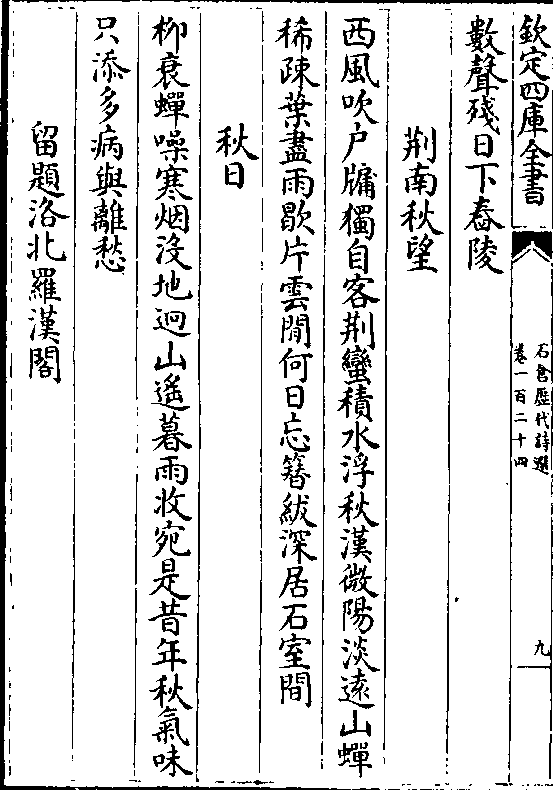 欽定四庫全書
石倉歷代詩選
卷一百二十四
九
數聲殘日下舂陵
荆南秋望
西風吹户牖獨自客荆蠻積水浮秋漢微陽淡逺山蟬
稀疎葉盡雨歇片雲閒何日忘簪紱深居石室間
秋日
柳衰蟬噪寒烟沒地逈山遙暮雨收宛是昔年秋氣味
只添多病與離愁
留題洛北羅漢閣